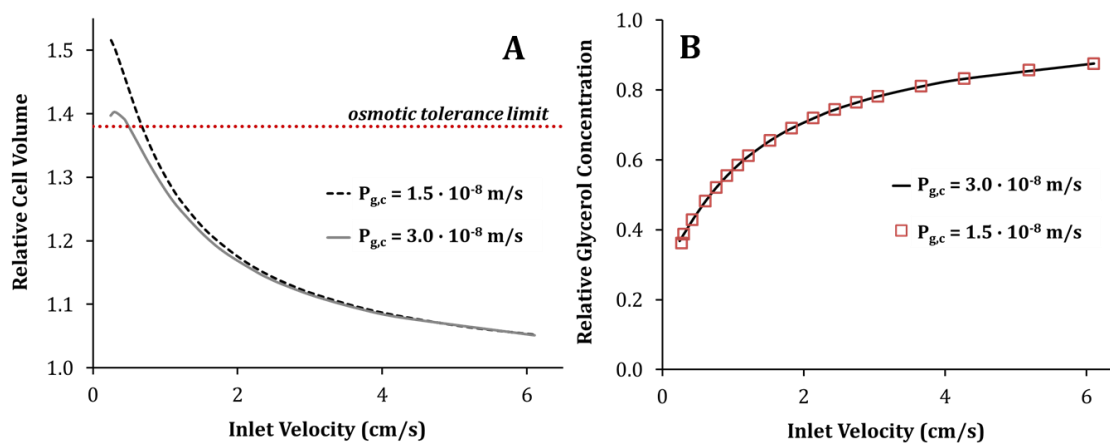 A
1.5
1.4
1.3
1.2
1.1
1.0
0
2
4
6
Relative Cell Volume
Inlet Velocity (cm/s)
osmotic tolerance limit
P_g,c = 1.5 · 10⁻⁸ m/s
P_g,c = 3.0 · 10⁻⁸ m/s
B
1.0
0.8
0.6
0.4
0.2
0.0
0
2
4
6
Relative Glycerol Concentration
Inlet Velocity (cm/s)
P_g,c = 3.0 · 10⁻⁸ m/s
P_g,c = 1.5 · 10⁻⁸ m/s